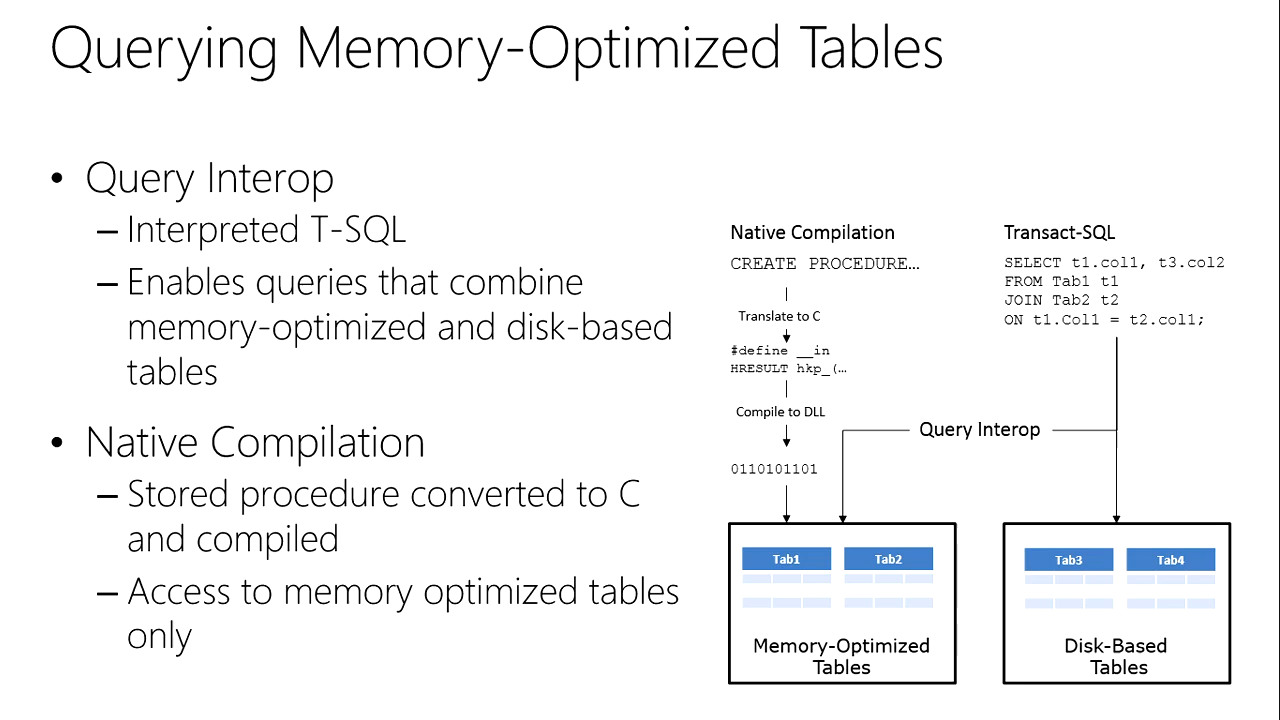 Querying Memory-Optimized Tables
• Query Interop
– Interpreted T-SQL
– Enables queries that combine
memory-optimized and disk-based
tables
• Native Compilation
– Stored procedure converted to C
and compiled
– Access to memory optimized tables
only
Native Compilation
CREATE PROCEDURE…
Translate to C
#define __in
HRESULT hkp_(…
Compile to DLL
0110101101
Transact-SQL
SELECT t1.col1, t3.col2
FROM Tab1 t1
JOIN Tab2 t2
ON t1.Col1 = t2.col1;
Query Interop
Tab1 Tab2
Memory-Optimized
Tables
Tab3 Tab4
Disk-Based
Tables